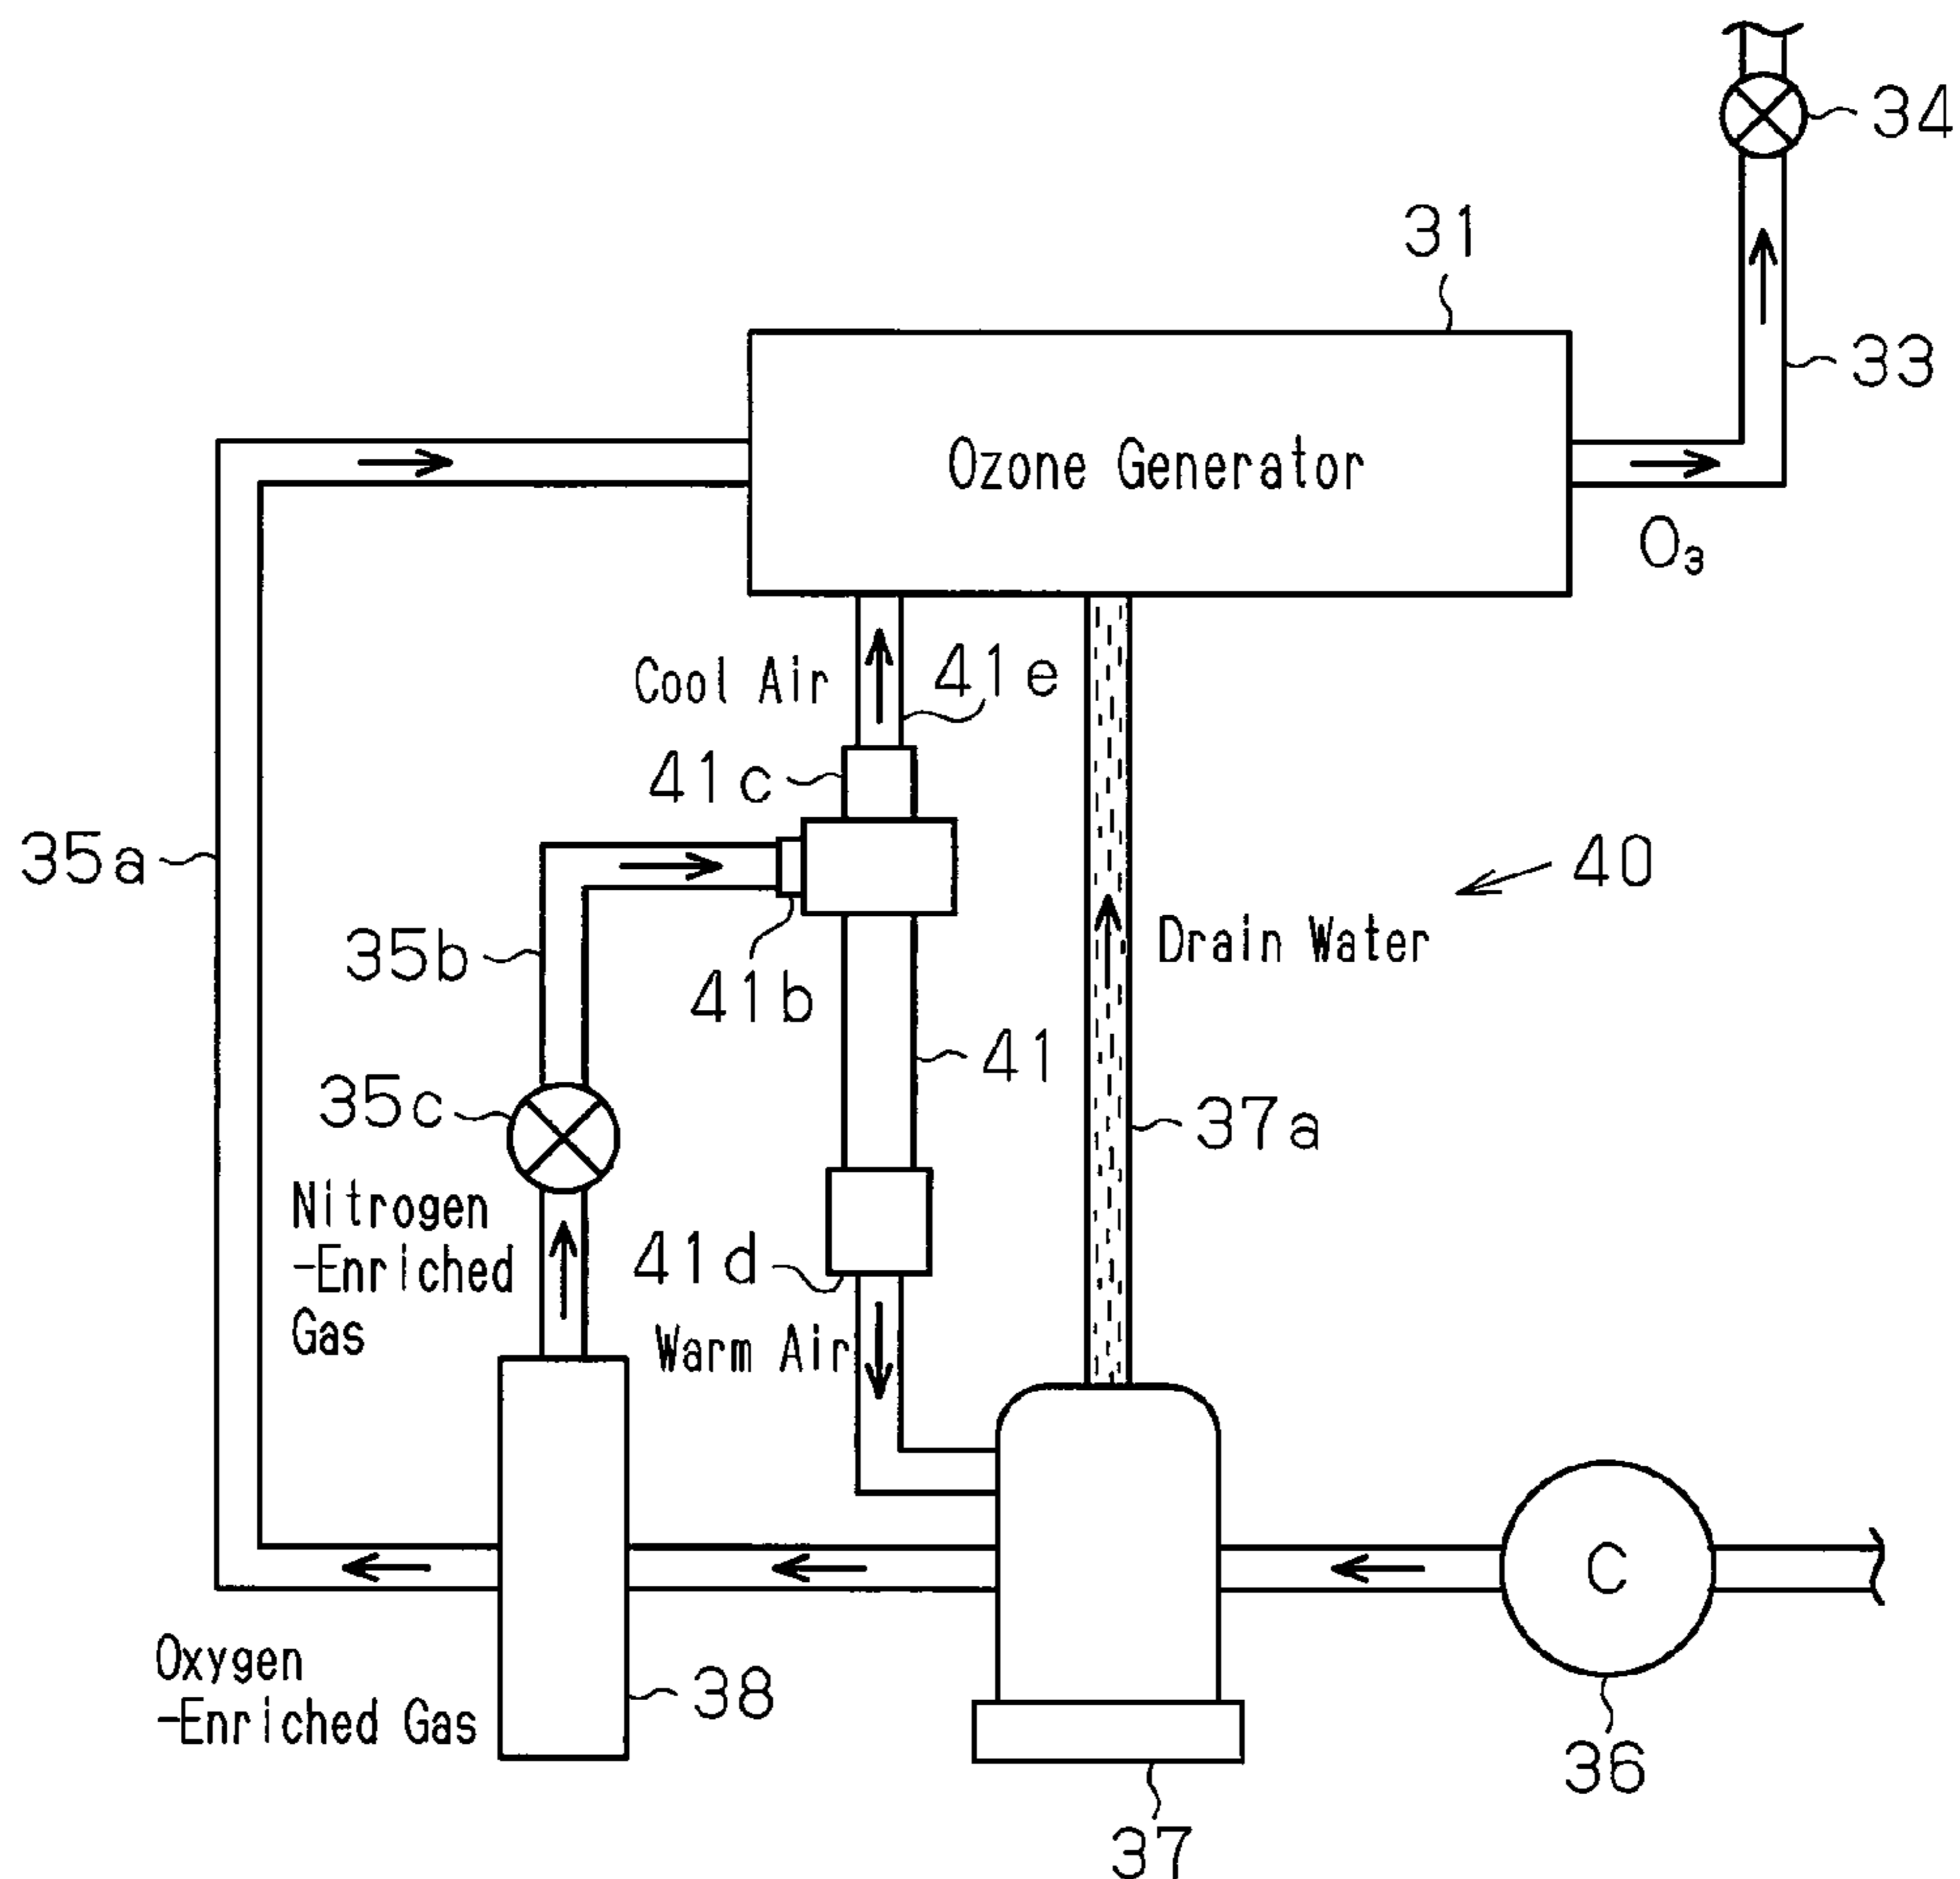 34
31
33
Ozone Generator
O₃
Cool Air
41e
41c
35a
40
35b
41b
Drain Water
41
35c
37a
Nitrogen
-Enriched
Gas
41d
Warm Air
C
Oxygen
-Enriched Gas
38
36
37